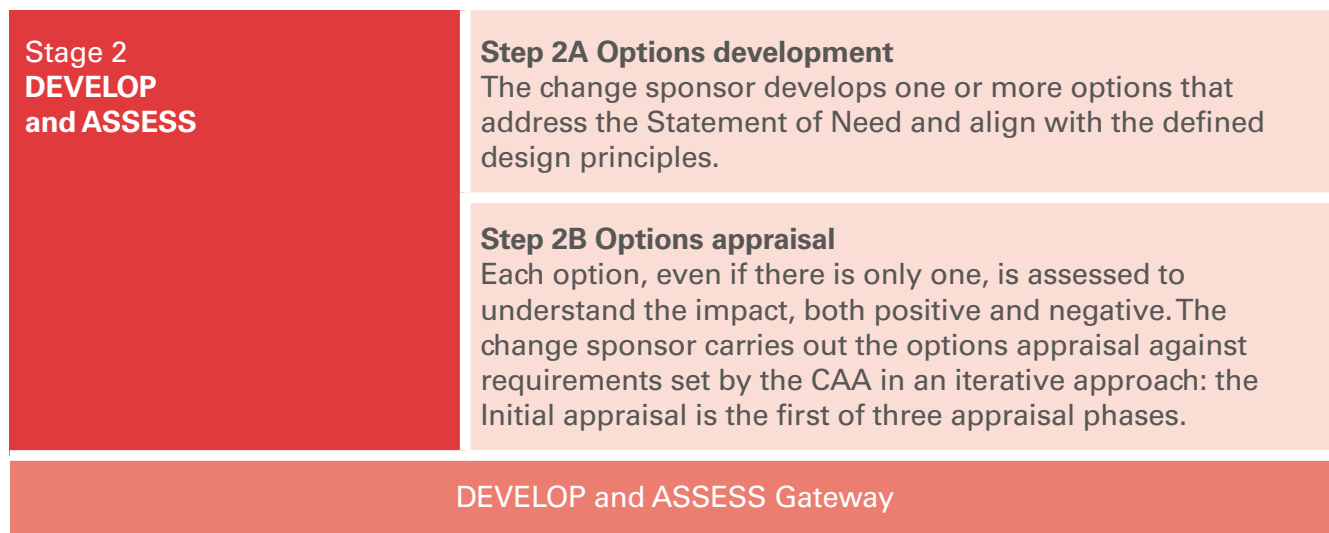 Stage 2
DEVELOP
and ASSESS
Step 2A Options development
The change sponsor develops one or more options that
address the Statement of Need and align with the defined
design principles.
Step 2B Options appraisal
Each option, even if there is only one, is assessed to
understand the impact, both positive and negative. The
change sponsor carries out the options appraisal against
requirements set by the CAA in an iterative approach: the
Initial appraisal is the first of three appraisal phases.
DEVELOP and ASSESS Gateway